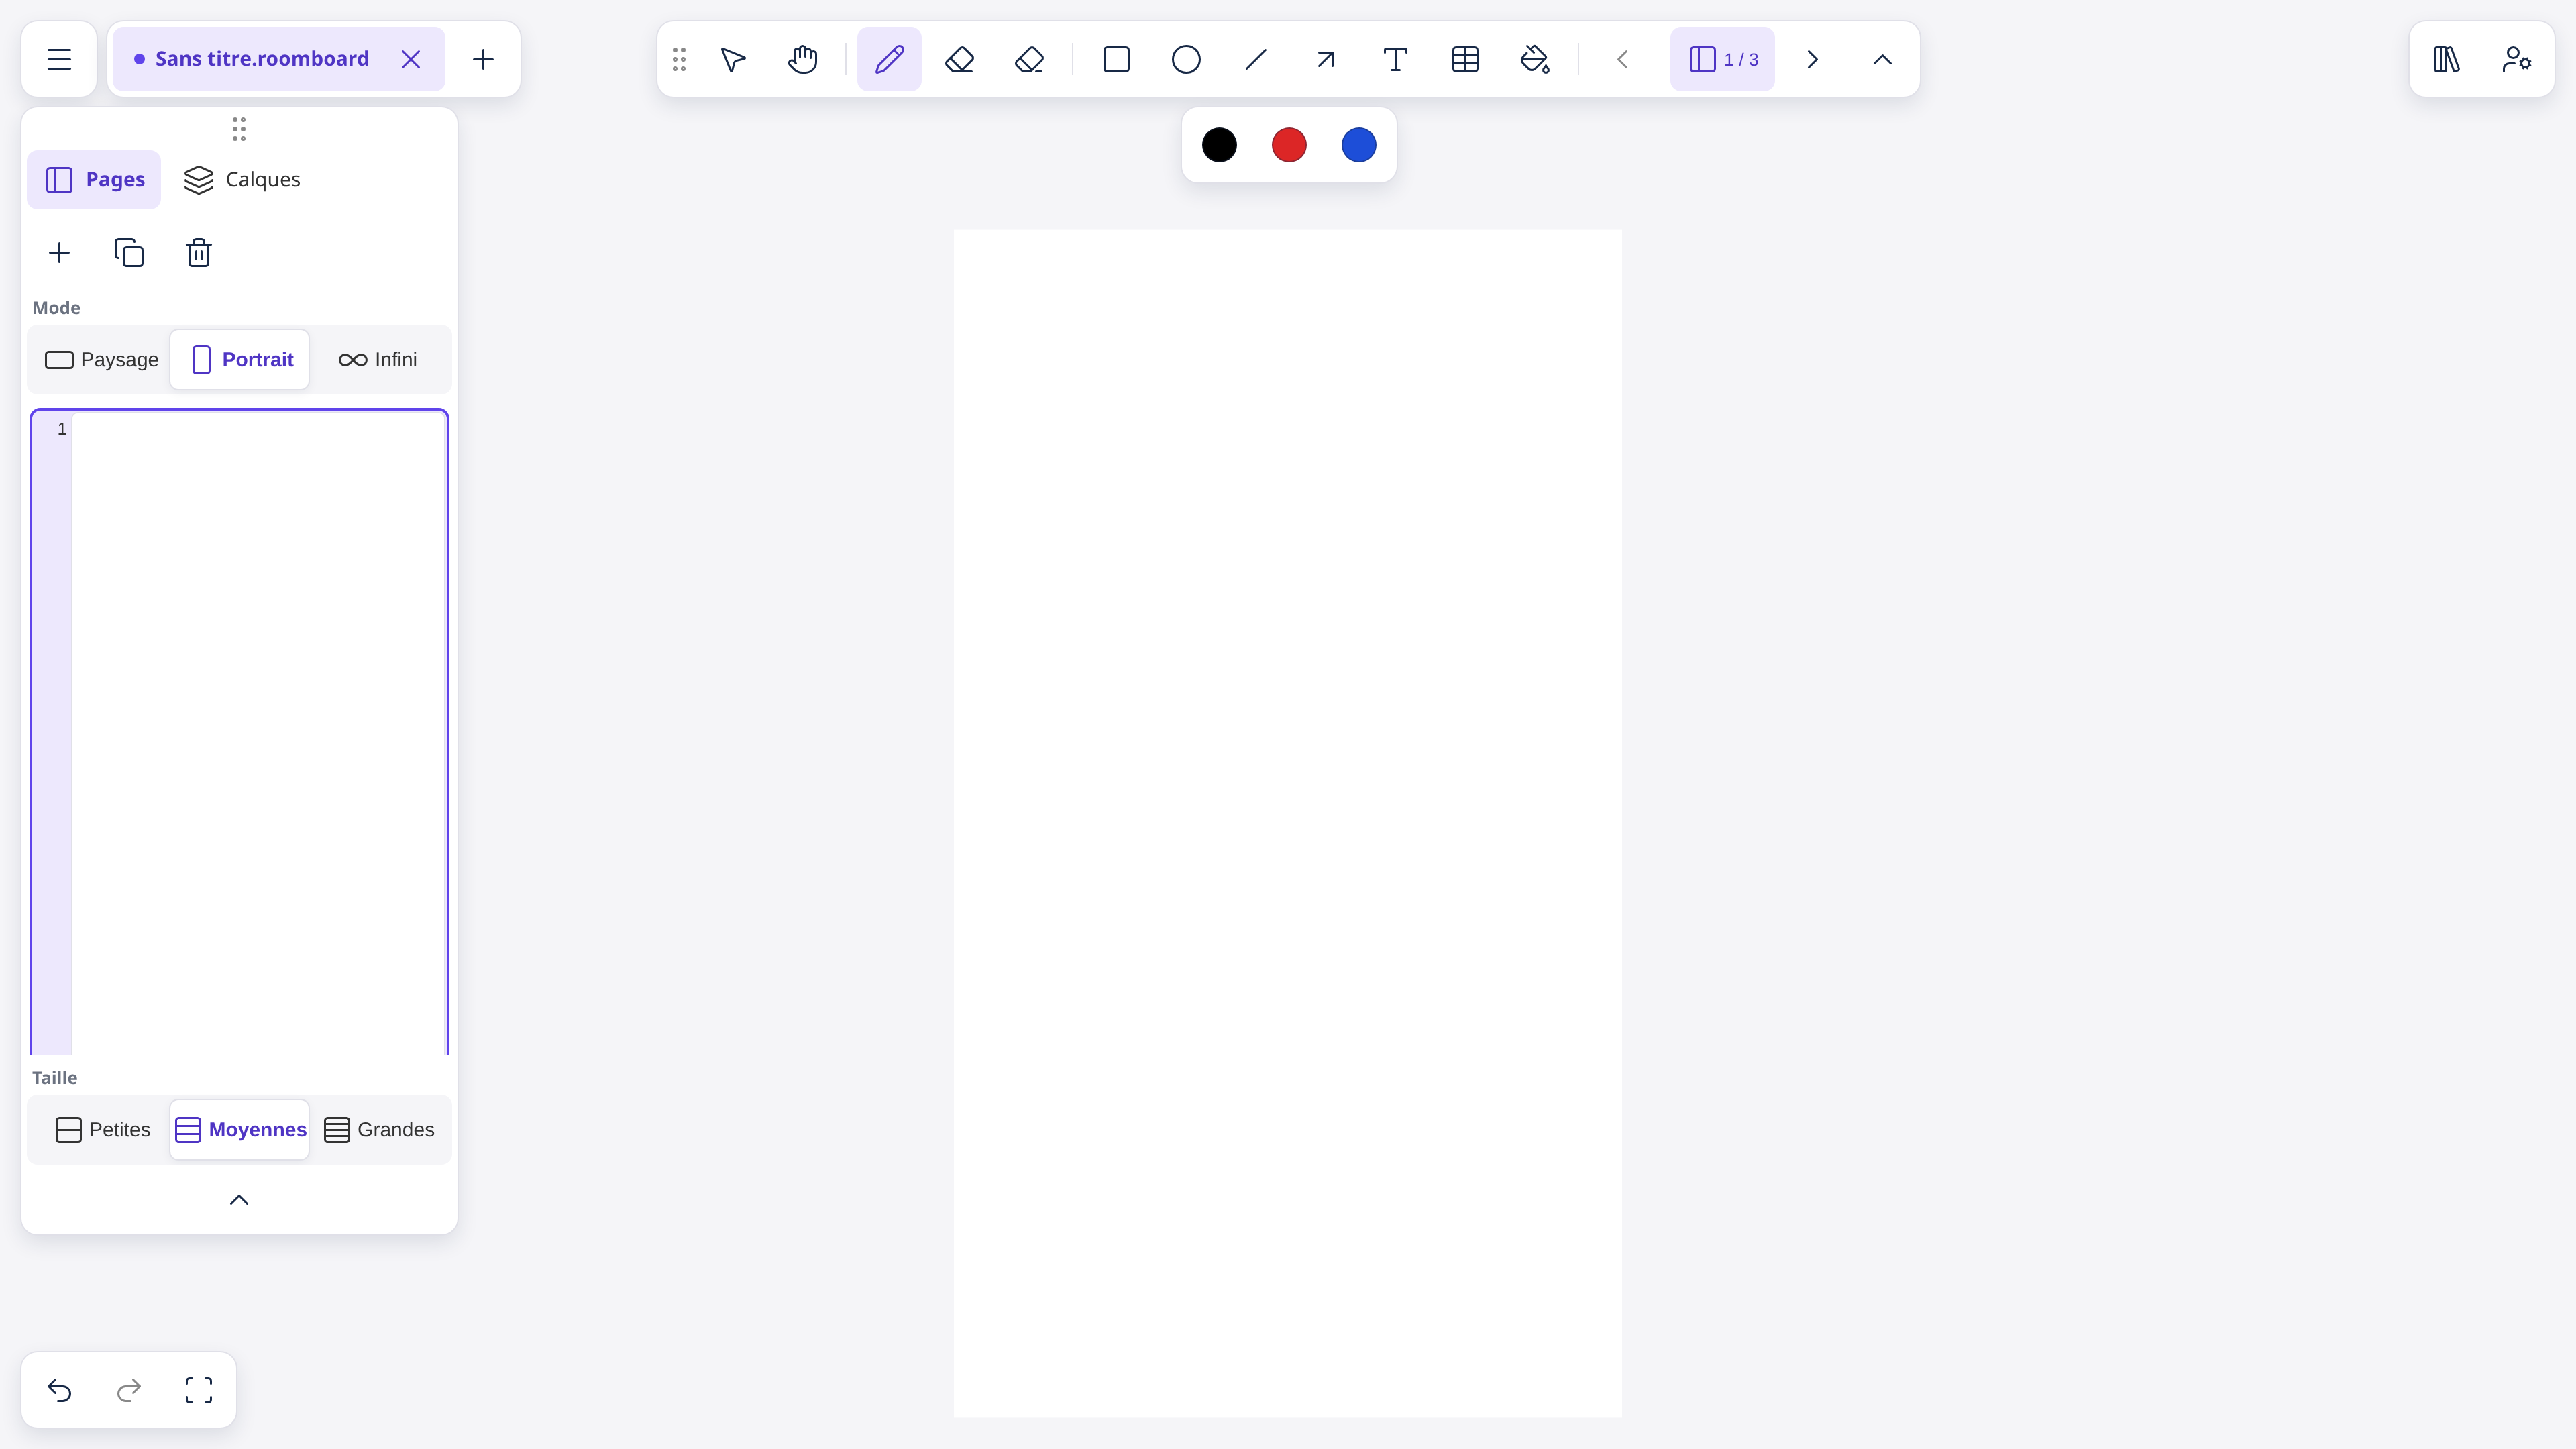 Sans titre.roomboard
1 / 3
Pages
Calques
Mode
Paysage
Portrait
Infini
1
Taille
Petites
Moyennes
Grandes